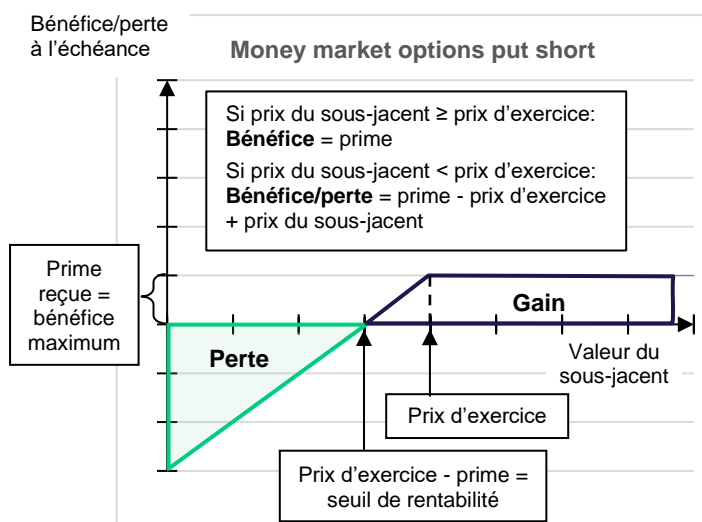 Bénéfice/perte
à l'échéance
Money market options put short
Si prix du sous-jacent ≥ prix d'exercice:
Bénéfice = prime
Si prix du sous-jacent < prix d'exercice:
Bénéfice/perte = prime - prix d'exercice
+ prix du sous-jacent
Prime
reçue =
bénéfice
maximum
Gain
Perte
Valeur du
sous-jacent
Prix d'exercice
Prix d'exercice - prime =
seuil de rentabilité